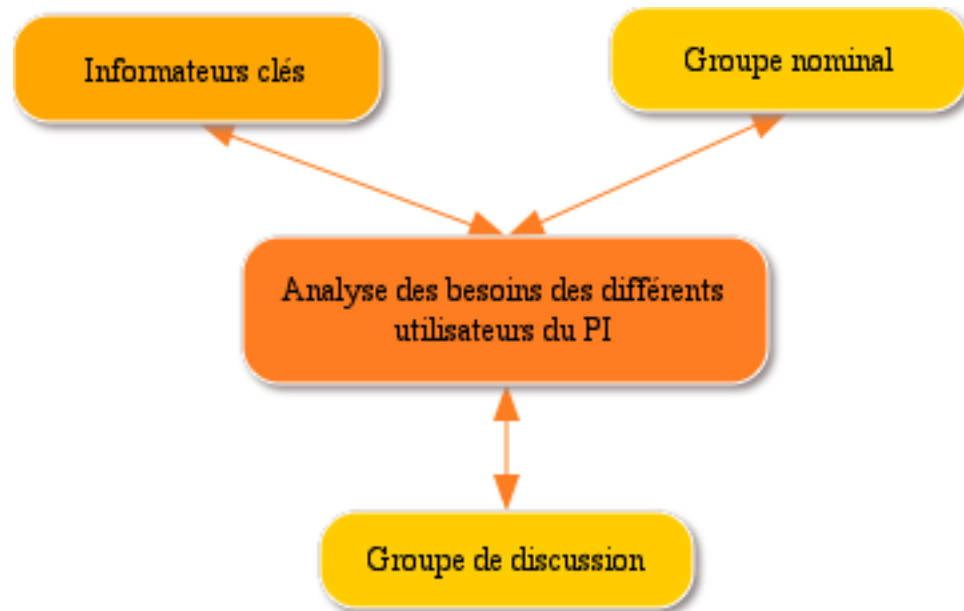 Informateurs clés
Groupe nominal
Analyse des besoins des différents
utilisateurs du PI
Groupe de discussion